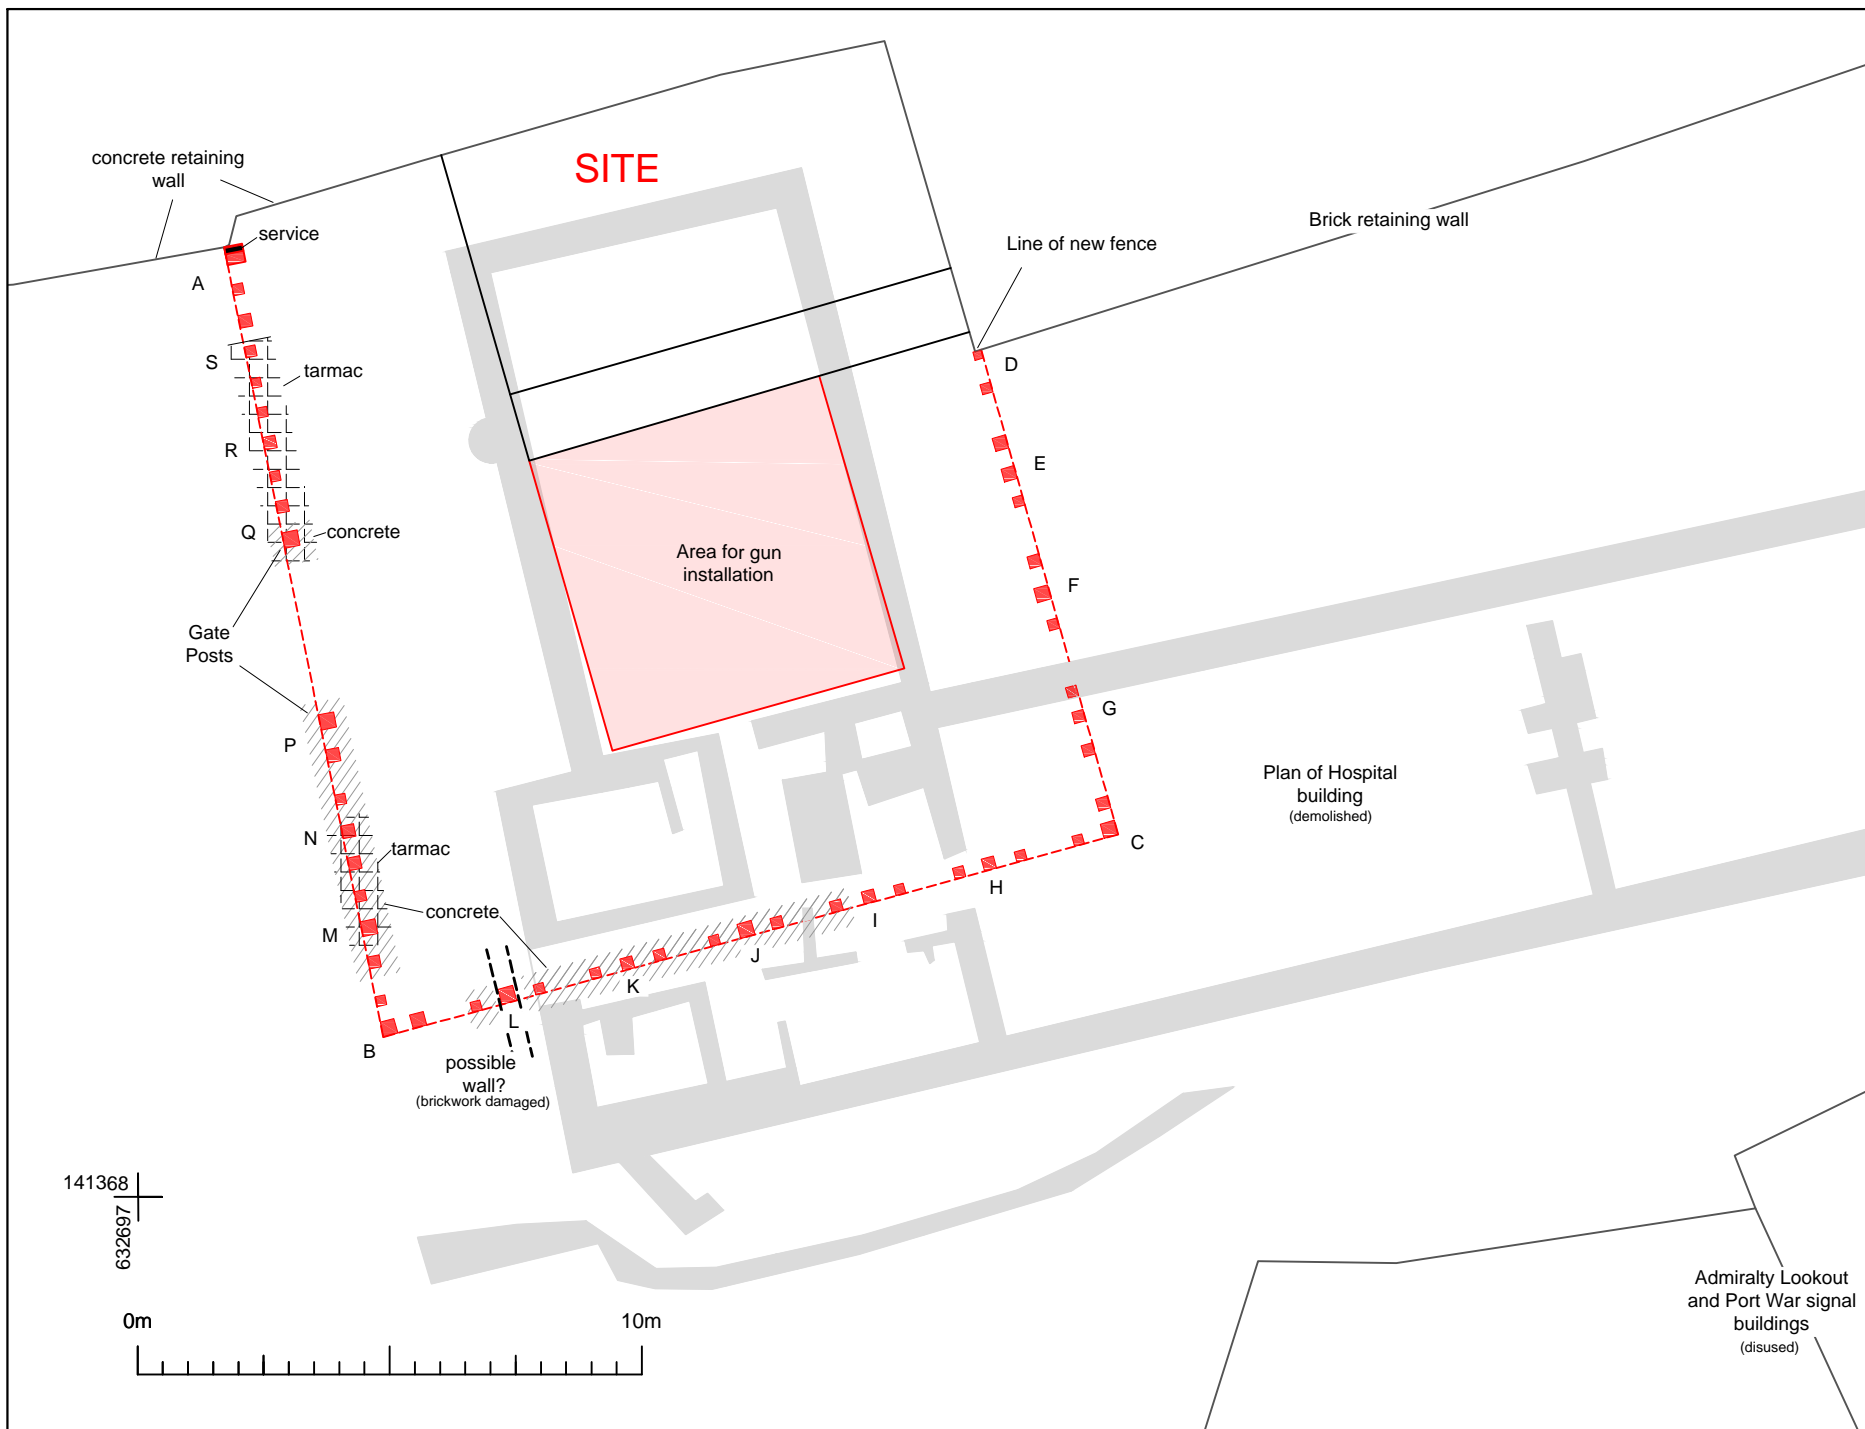 SITE
concrete retaining
wall
service
A
S
tarmac
R
Q
concrete
Gate
Posts
P
N
tarmac
concrete
M
B
L
possible
wall?
(brickwork damaged)
K
J
I
H
C
G
F
E
D
Line of new fence
Brick retaining wall
Area for gun
installation
Plan of Hospital
building
(demolished)
141368
632697
0m
10m
Admiralty Lookout
and Port War signal
buildings
(disused)